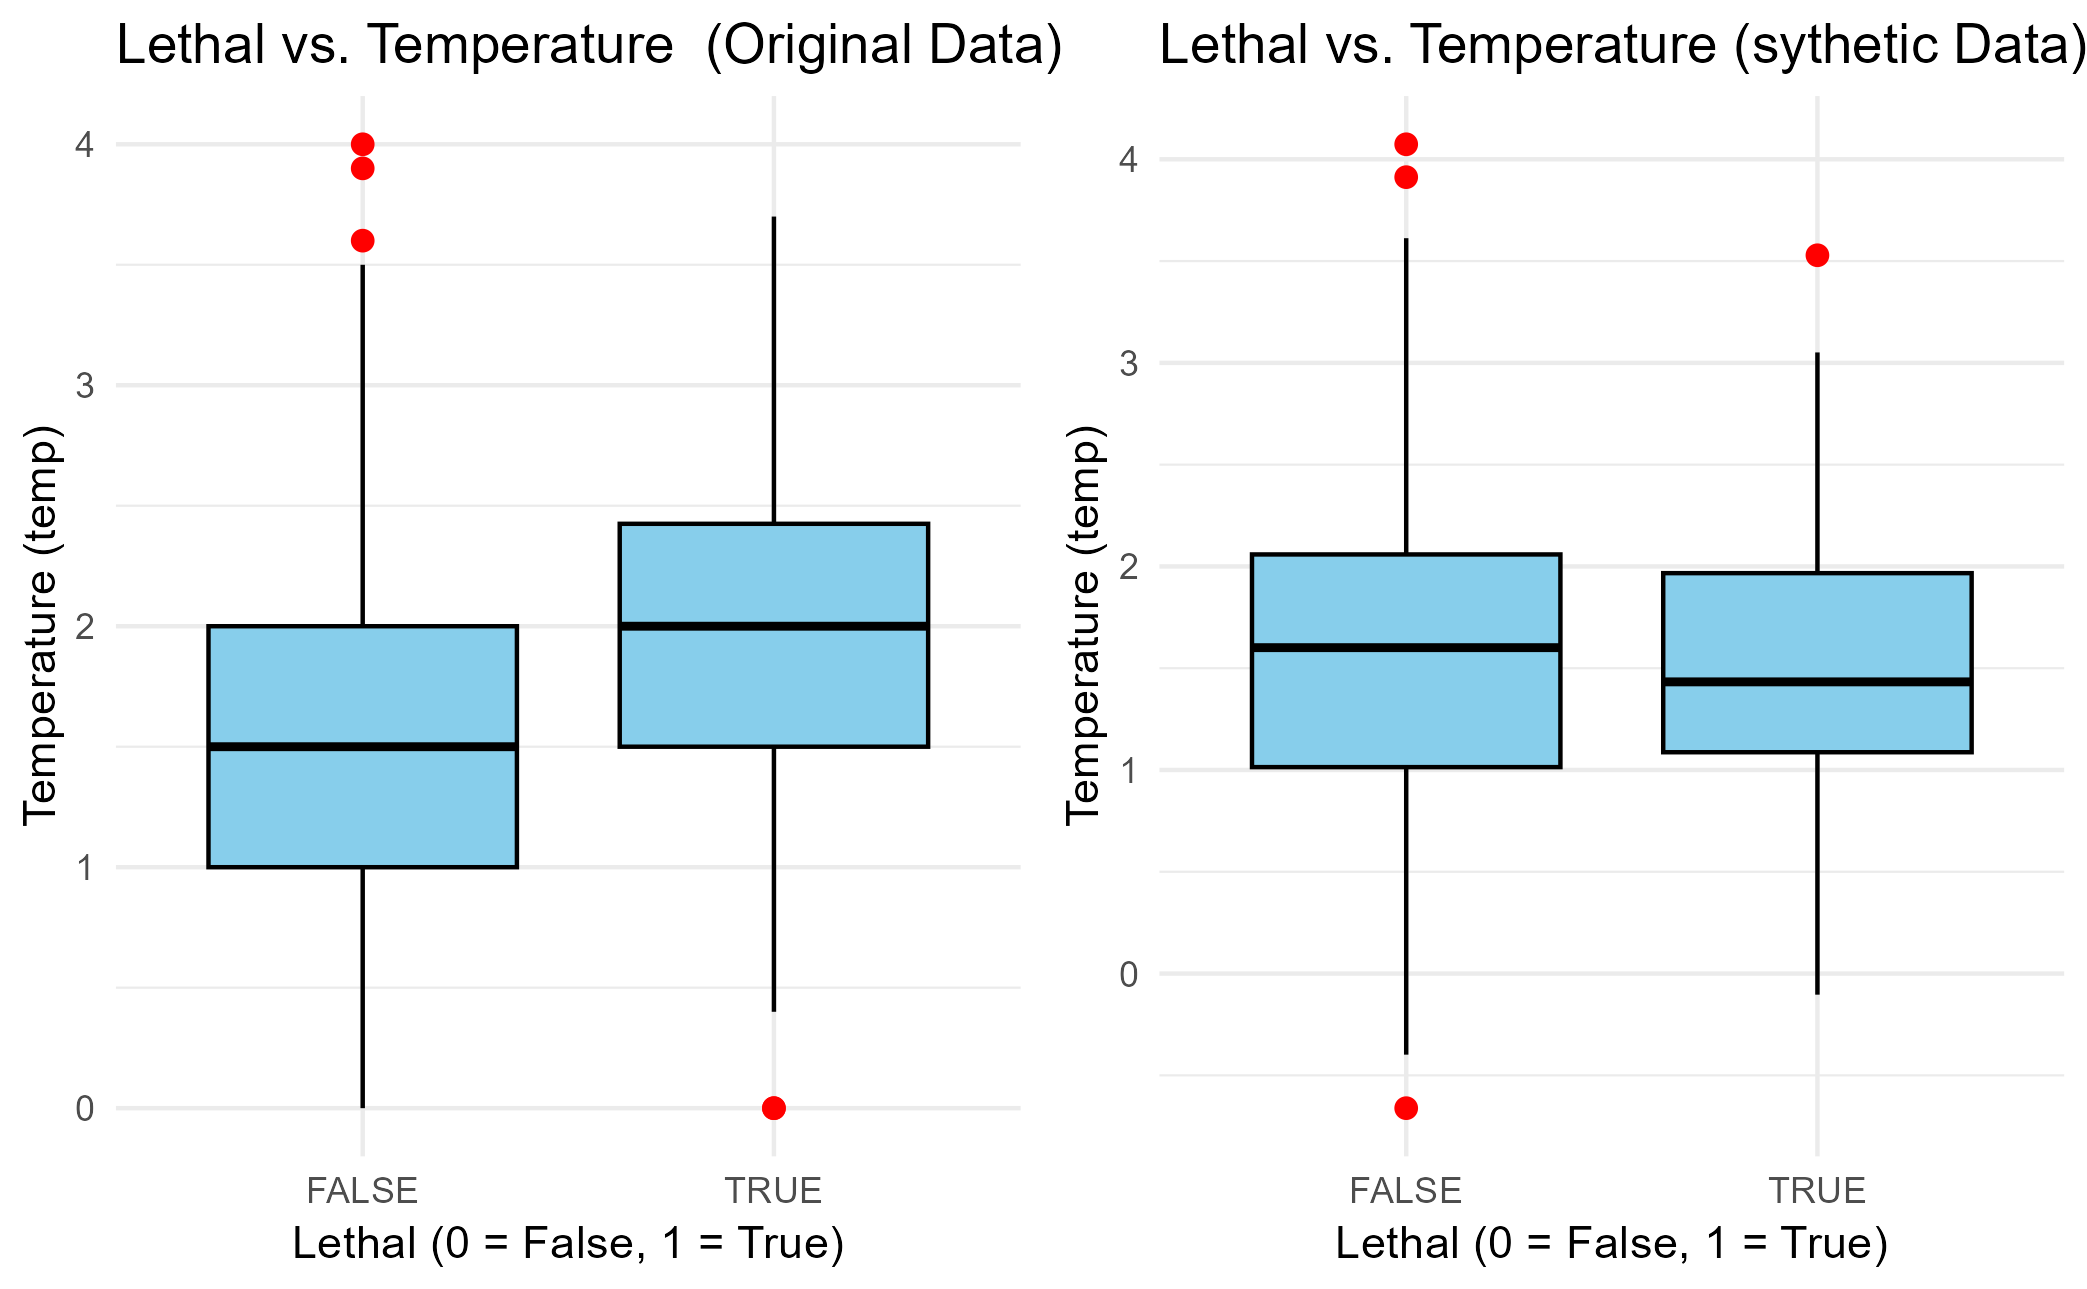 Lethal vs. Temperature  (Original Data)
Temperature (temp)
4
3
2
1
0
FALSE TRUE
Lethal (0 = False, 1 = True)
Lethal vs. Temperature (sythetic Data)
Temperature (temp)
4
3
2
1
0
FALSE TRUE
Lethal (0 = False, 1 = True)